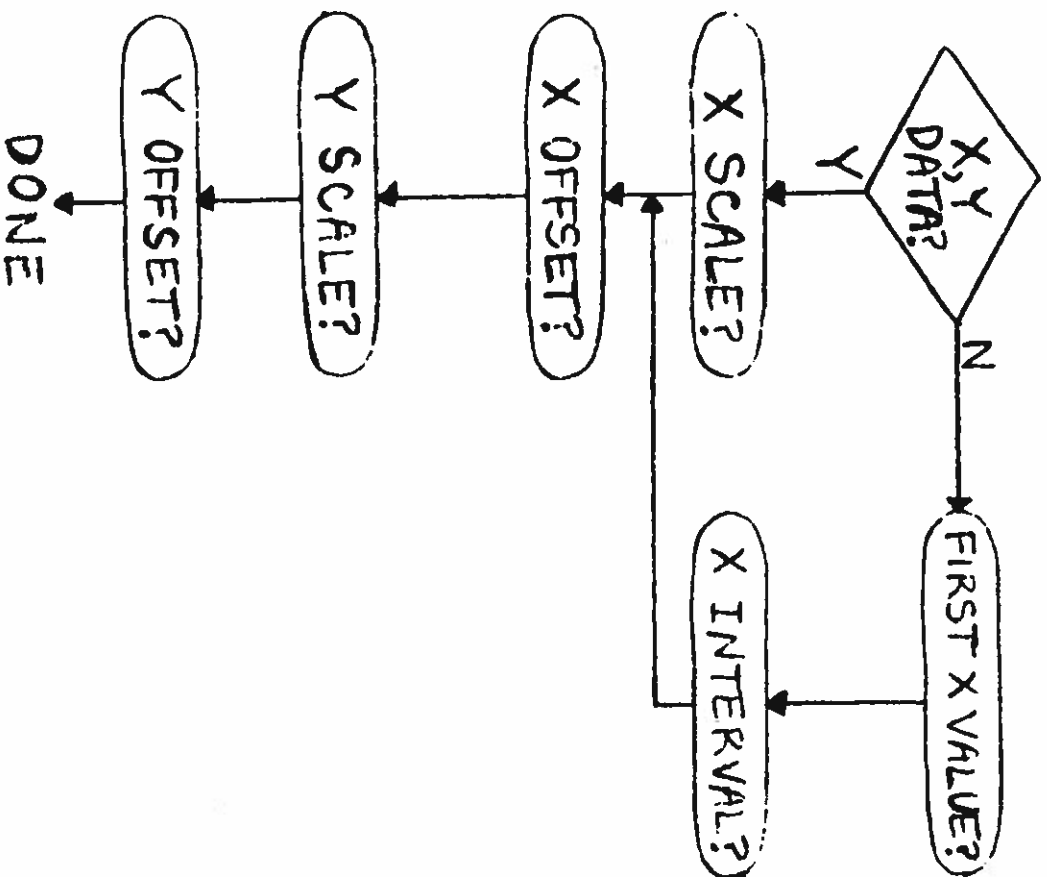 X,Y
DATA?
N
Y
FIRST X VALUE?
X SCALE?
X INTERVAL?
X OFFSET?
Y SCALE?
Y OFFSET?
DONE